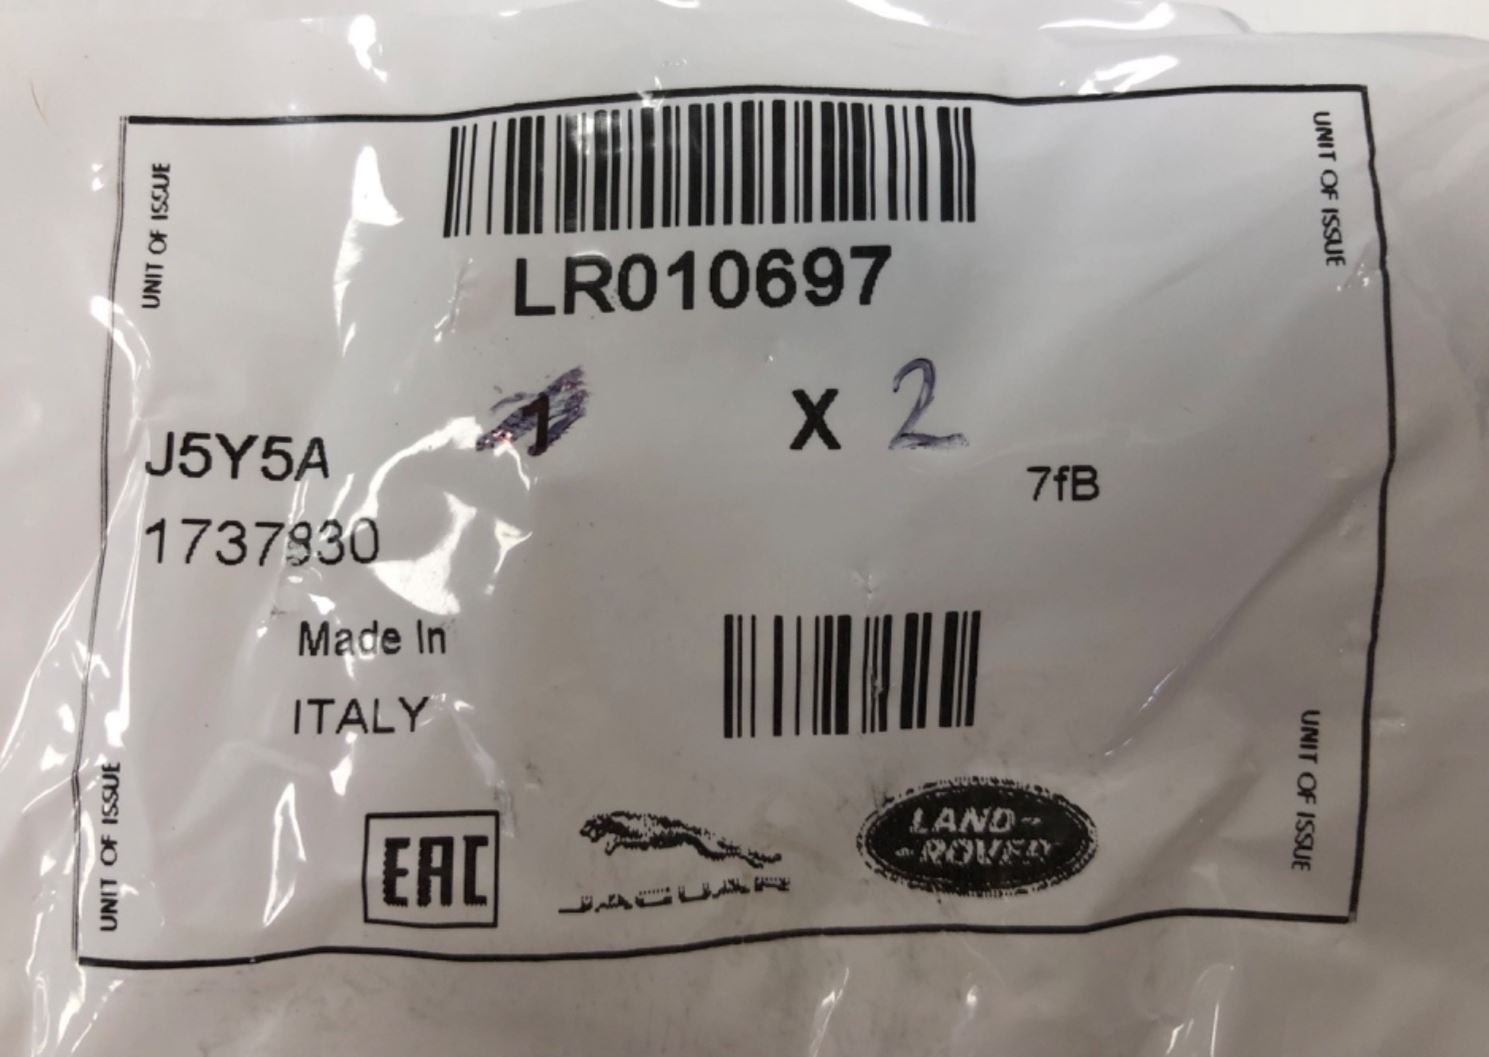 UNIT OF ISSUE
UNIT OF ISSUE
LR010697
1 X 2
J5Y5A
7fB
1737830
Made In
ITALY
UNIT OF ISSUE
UNIT OF ISSUE
EAC
JAGUAR
LAND-
-ROVER